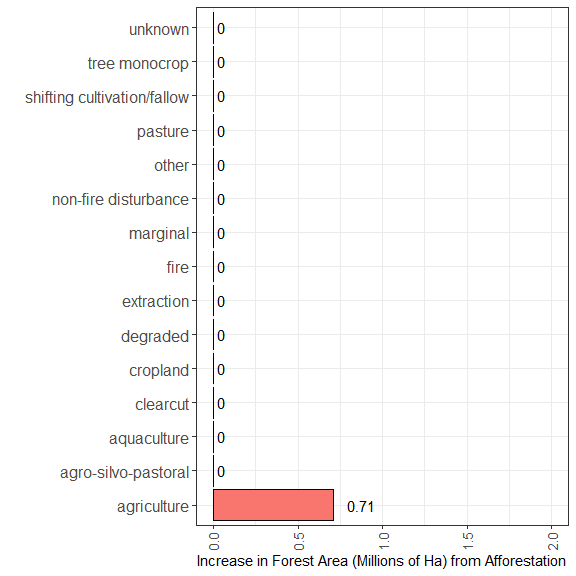 unknown 0
tree monocrop 0
shifting cultivation/fallow 0
pasture 0
other 0
non-fire disturbance 0
marginal 0
fire 0
extraction 0
degraded 0
cropland 0
clearcut 0
aquaculture 0
agro-silvo-pastoral 0
agriculture 0.71
0.0 0.5 1.0 1.5 2.0
Increase in Forest Area (Millions of Ha) from Afforestation